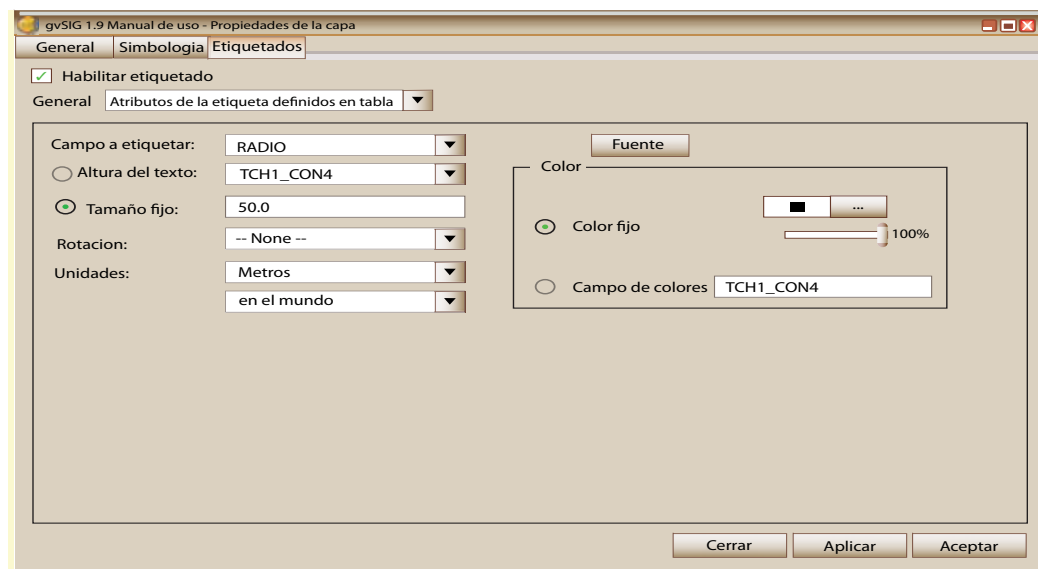 gvSIG 1.9 Manual de uso - Propiedades de la capa
General Simbologia Etiquetados
Habilitar etiquetado
General Atributos de la etiqueta definidos en tabla
Campo a etiquetar: RADIO
Altura del texto: TCH1_CON4
Tamaño fijo: 50.0
Rotacion: -- None --
Unidades: Metros
en el mundo
Fuente
Color
...
Color fijo
100%
Campo de colores TCH1_CON4
Cerrar Aplicar Aceptar